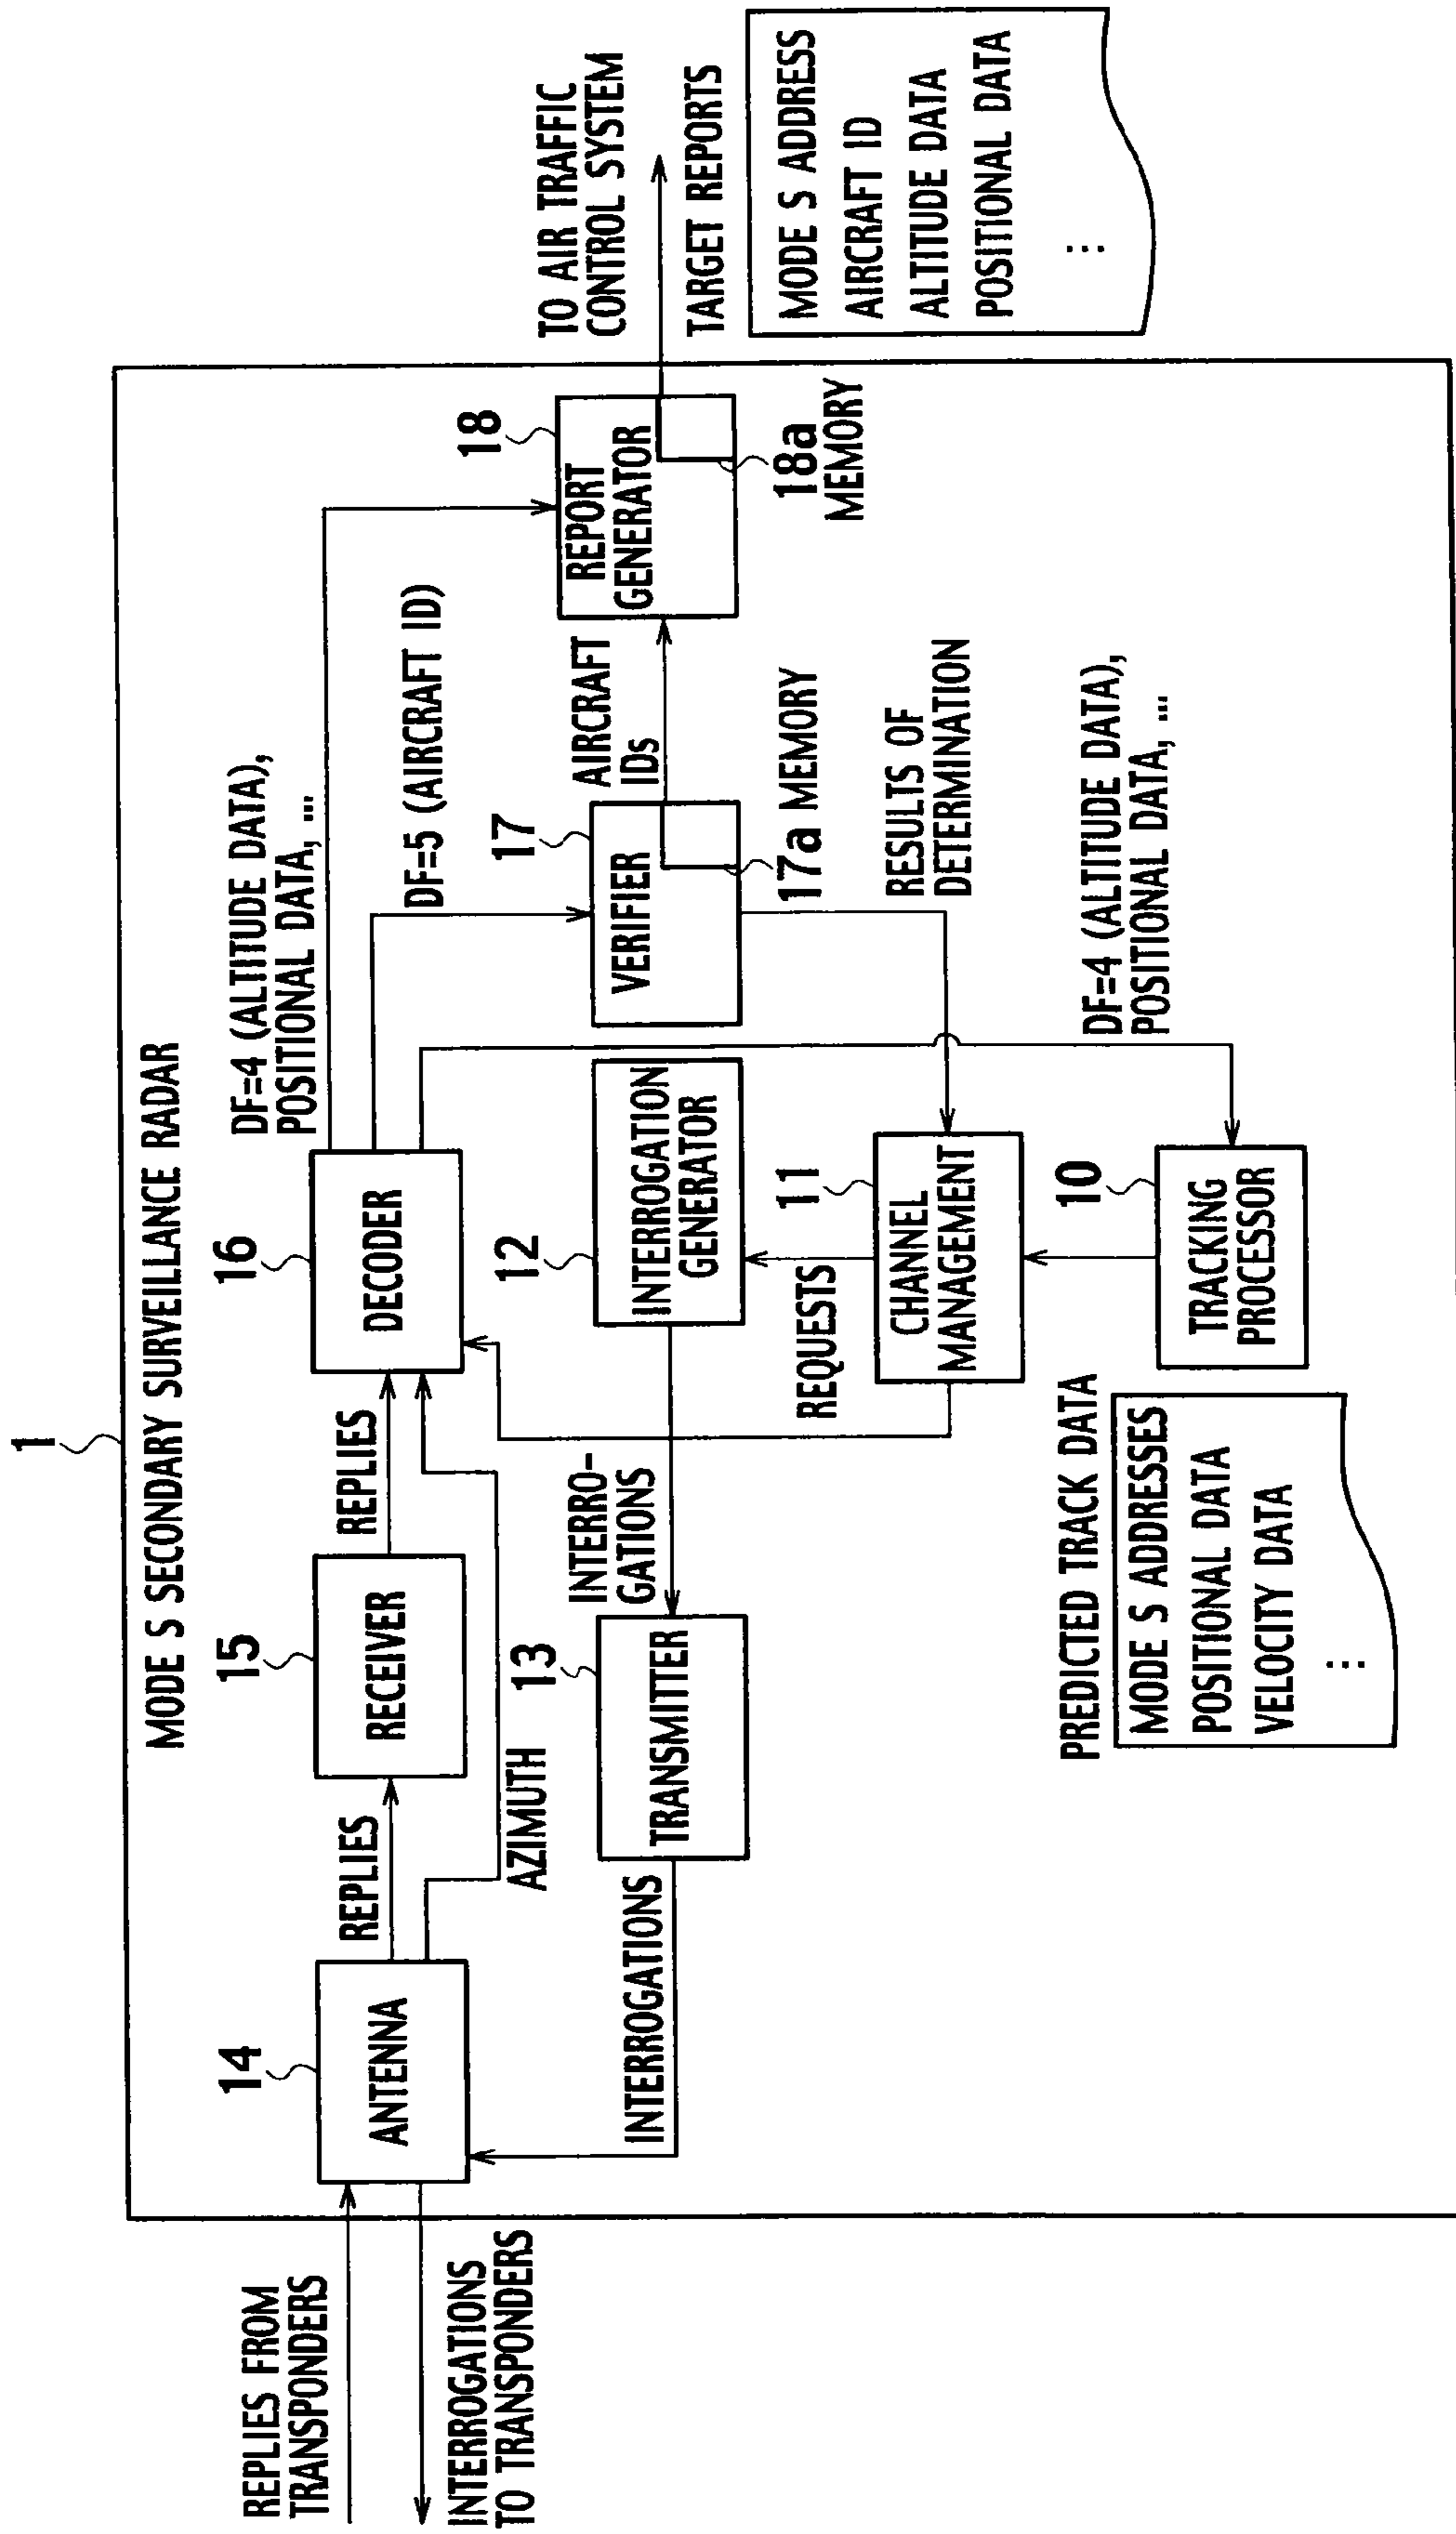 1
MODE S SECONDARY SURVEILLANCE RADAR
REPLIES FROM
TRANSPONDERS
INTERROGATIONS
TO TRANSPONDERS
14
ANTENNA
REPLIES
AZIMUTH
15
RECEIVER
REPLIES
16
DECODER
DF=4 (ALTITUDE DATA),
POSITIONAL DATA, ...
DF=5 (AIRCRAFT ID)
INTERROGATIONS
13
TRANSMITTER
INTERRO-
GATIONS
12
INTERROGATION
GENERATOR
17
VERIFIER
17a MEMORY
AIRCRAFT
IDs
18
REPORT
GENERATOR
18a
MEMORY
TO AIR TRAFFIC
CONTROL SYSTEM
TARGET REPORTS
MODE S ADDRESS
AIRCRAFT ID
ALTITUDE DATA
POSITIONAL DATA
...
REQUESTS
11
CHANNEL
MANAGEMENT
RESULTS OF
DETERMINATION
PREDICTED TRACK DATA
MODE S ADDRESSES
POSITIONAL DATA
VELOCITY DATA
...
10
TRACKING
PROCESSOR
DF=4 (ALTITUDE DATA),
POSITIONAL DATA, ...